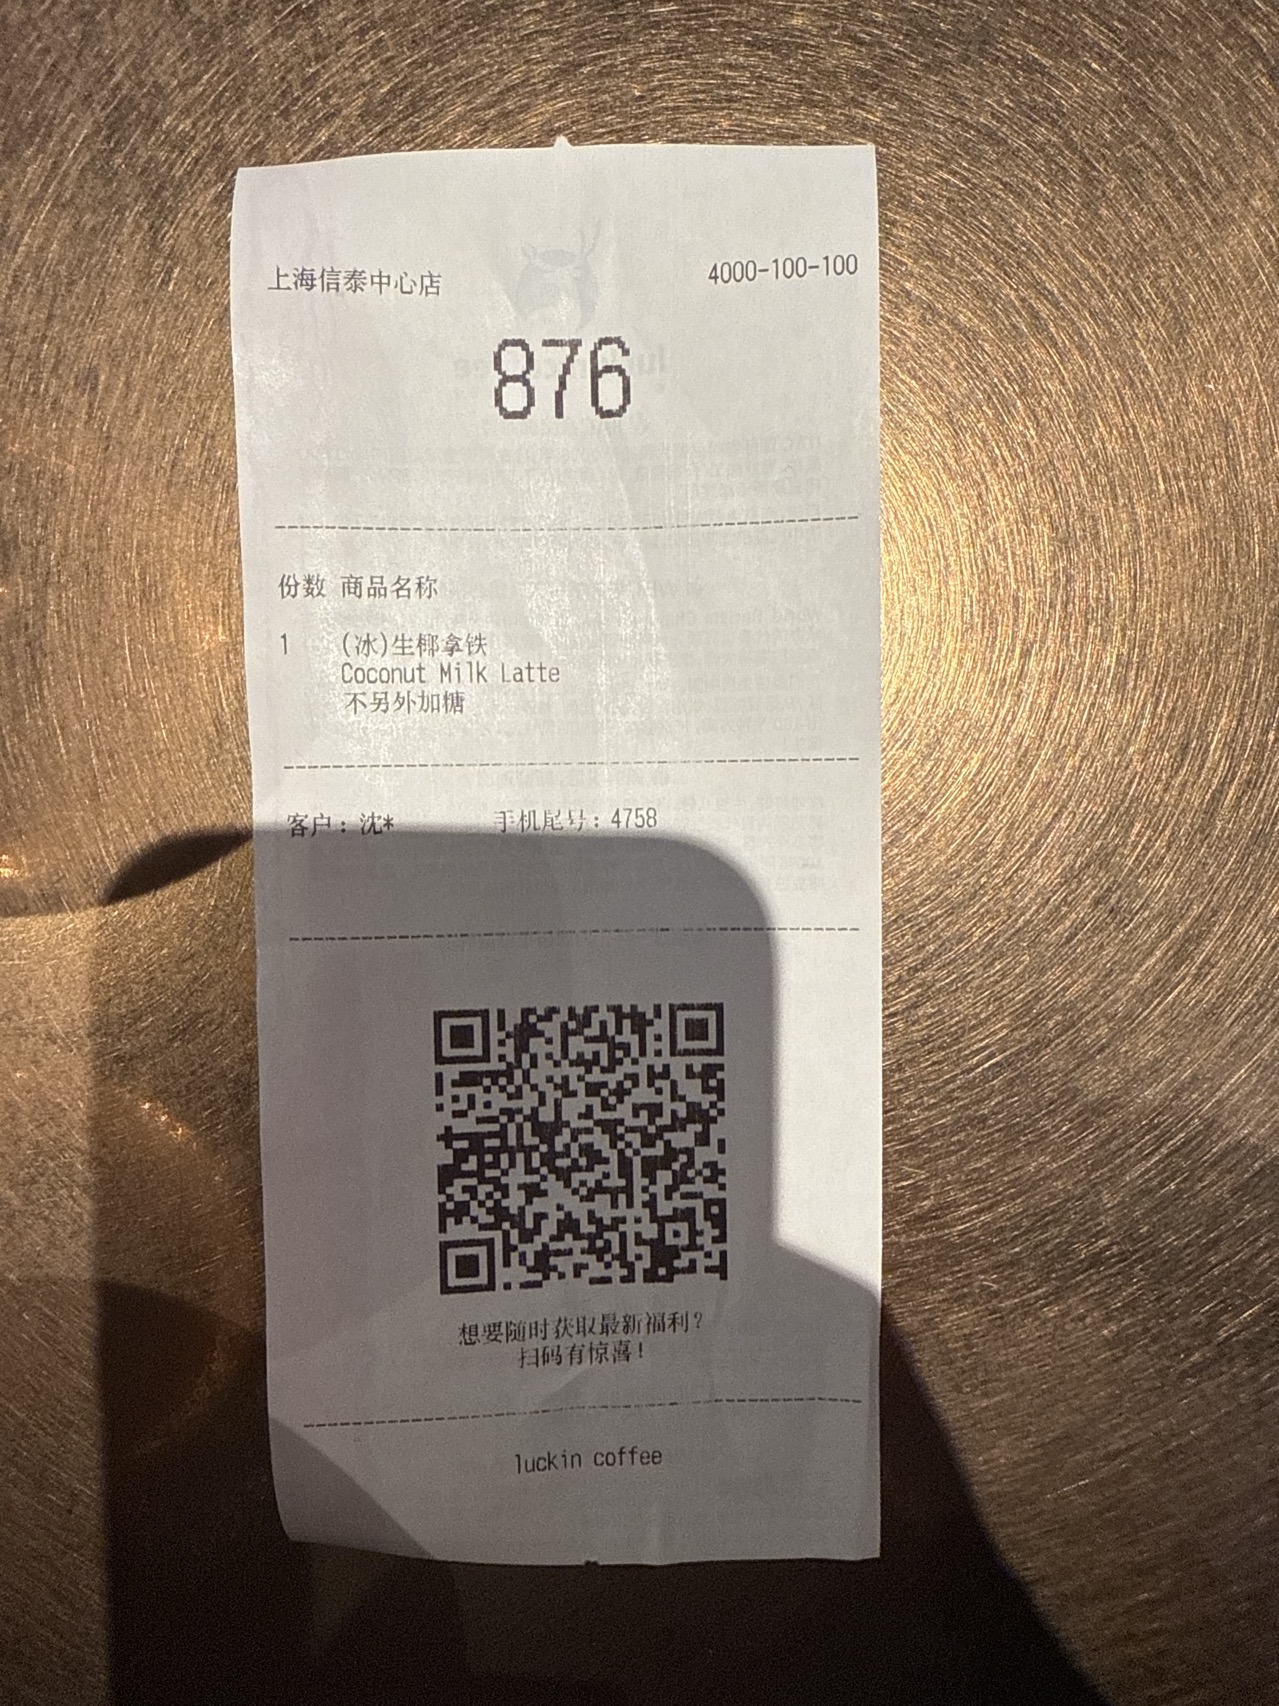 上海信泰中心店 4000-100-100
876
份数 商品名称
1 (冰)生椰拿铁
Coconut Milk Latte
不另外加糖
客户：沈* 手机尾号：4758
想要随时获取最新福利？
扫码有惊喜！
luckin coffee